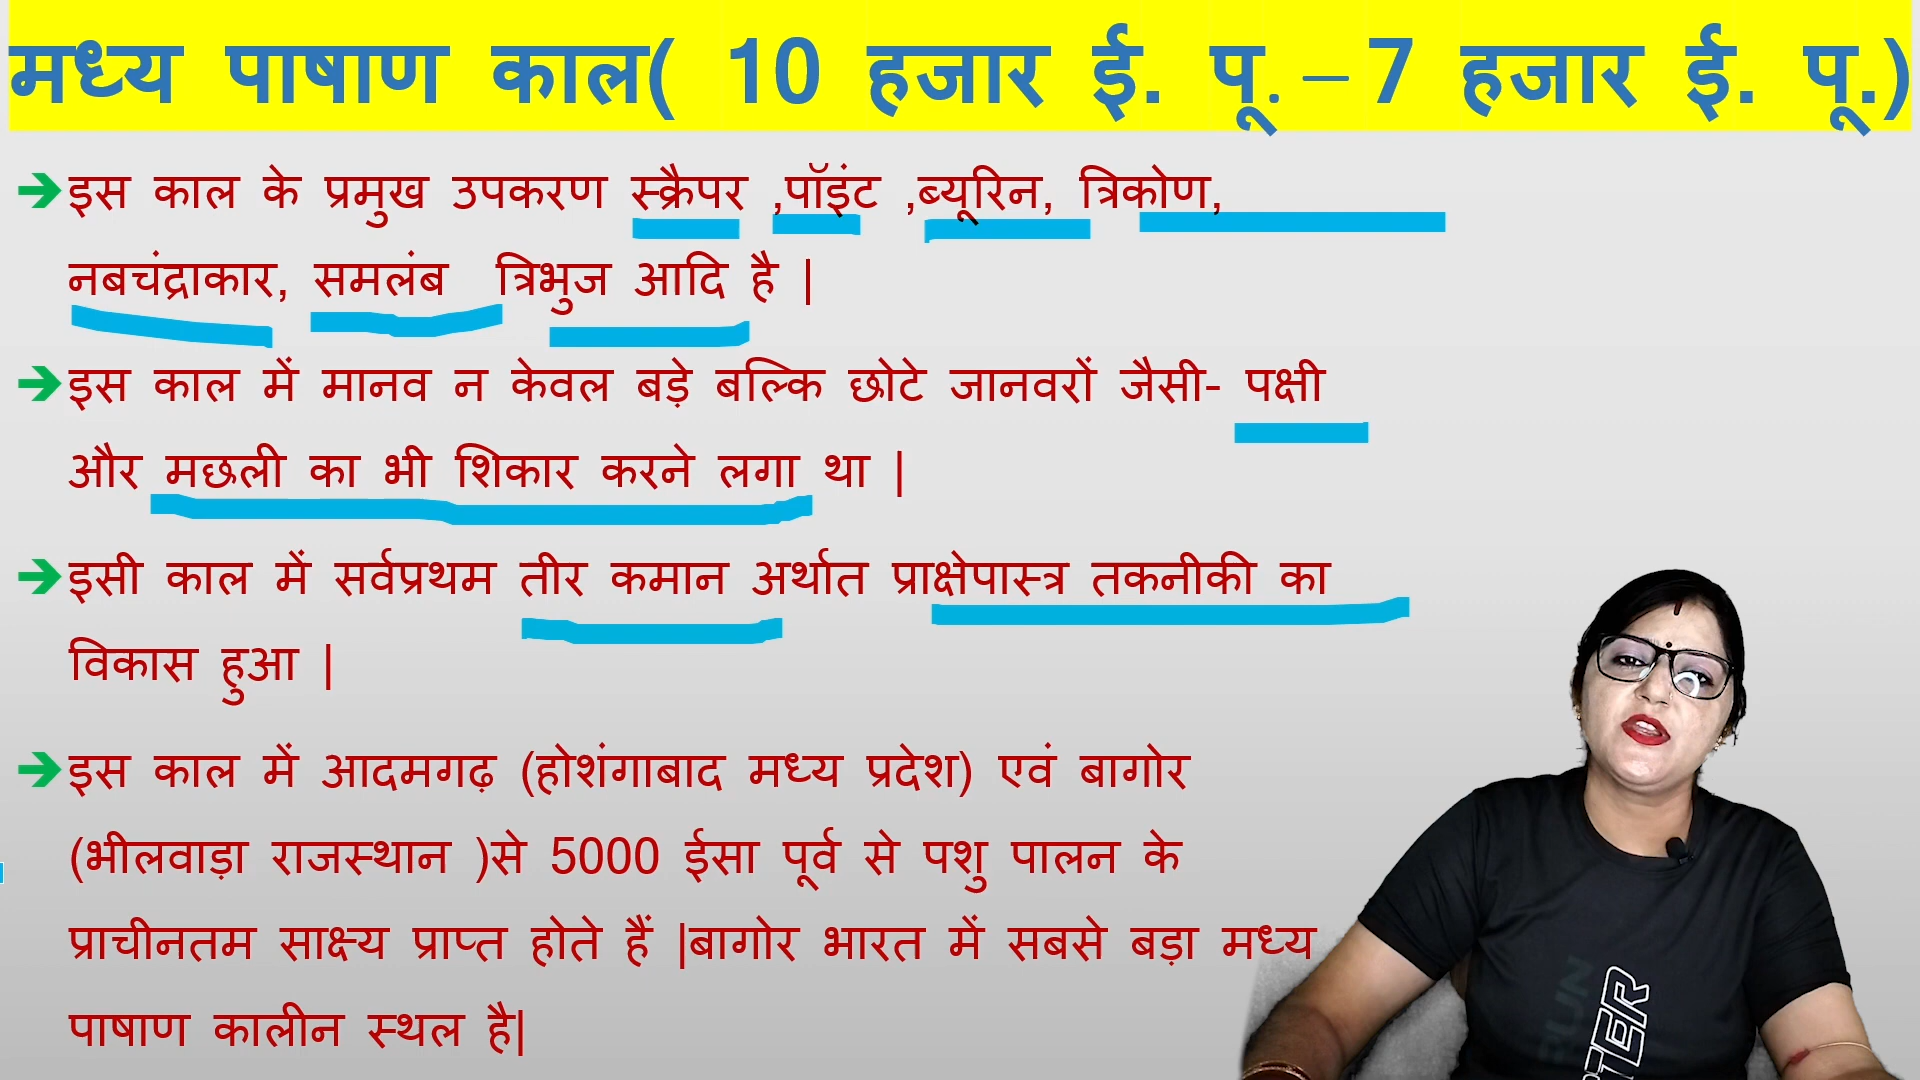 मध्य पाषाण काल( 10 हजार ई. पू. – 7 हजार ई. पू.)
इस काल के प्रमुख उपकरण स्क्रैपर ,पॉइंट ,ब्यूरिन, त्रिकोण,
नबचंद्राकार, समलंब त्रिभुज आदि है |
इस काल में मानव न केवल बड़े बल्कि छोटे जानवरों जैसी- पक्षी
और मछली का भी शिकार करने लगा था |
इसी काल में सर्वप्रथम तीर कमान अर्थात प्राक्षेपास्त्र तकनीकी का
विकास हुआ |
इस काल में आदमगढ़ (होशंगाबाद मध्य प्रदेश) एवं बागोर
(भीलवाड़ा राजस्थान )से 5000 ईसा पूर्व से पशु पालन के
प्राचीनतम साक्ष्य प्राप्त होते हैं |बागोर भारत में सबसे बड़ा मध्य
पाषाण कालीन स्थल है|